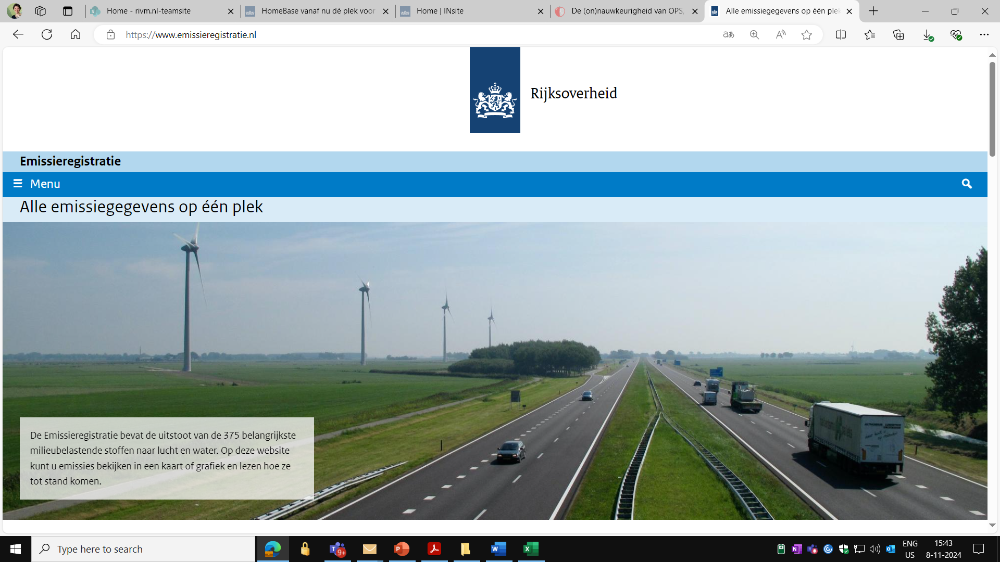 Home - rivm.nl-teamsite
HomeBase vanaf nu dé plek voor
Home | INsite
De (on)nauwkeurigheid van OPS,
Alle emissiegegevens op één plek
https://www.emissieregistratie.nl
Rijksoverheid
Emissieregistratie
Menu
Alle emissiegegevens op één plek
De Emissieregistratie bevat de uitstoot van de 375 belangrijkste
milieubelastende stoffen naar lucht en water. Op deze website
kunt u emissies bekijken in een kaart of grafiek en lezen hoe ze
tot stand komen.
Type here to search
9+
ENG
US
15:43
8-11-2024